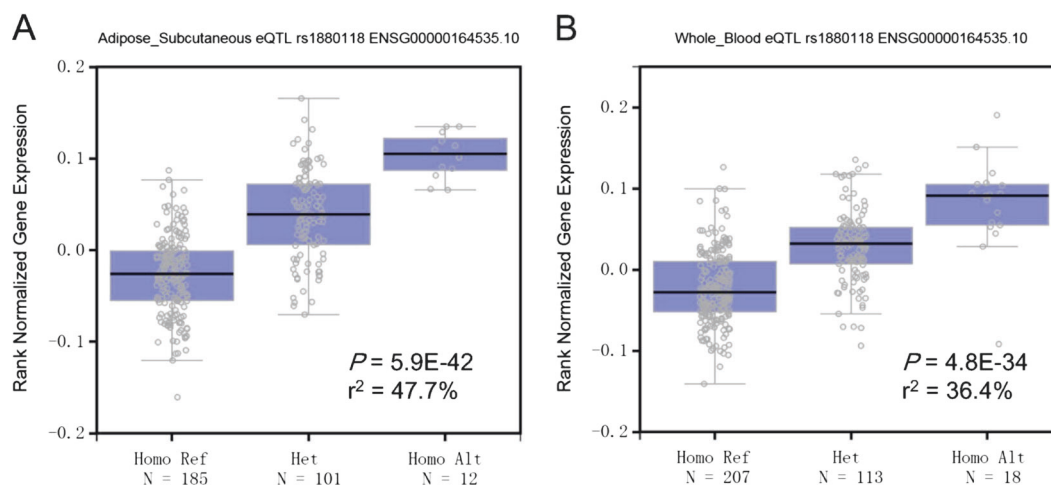 A
Adipose_Subcutaneous eQTL rs1880118 ENSG00000164535.10
Rank Normalized Gene Expression
0.2
0.1
0.0
-0.1
-0.2
P = 5.9E-42
r² = 47.7%
Homo Ref
N = 185
Het
N = 101
Homo Alt
N = 12
B
Whole_Blood eQTL rs1880118 ENSG00000164535.10
Rank Normalized Gene Expression
0.2
0.1
0.0
-0.1
-0.2
P = 4.8E-34
r² = 36.4%
Homo Ref
N = 207
Het
N = 113
Homo Alt
N = 18